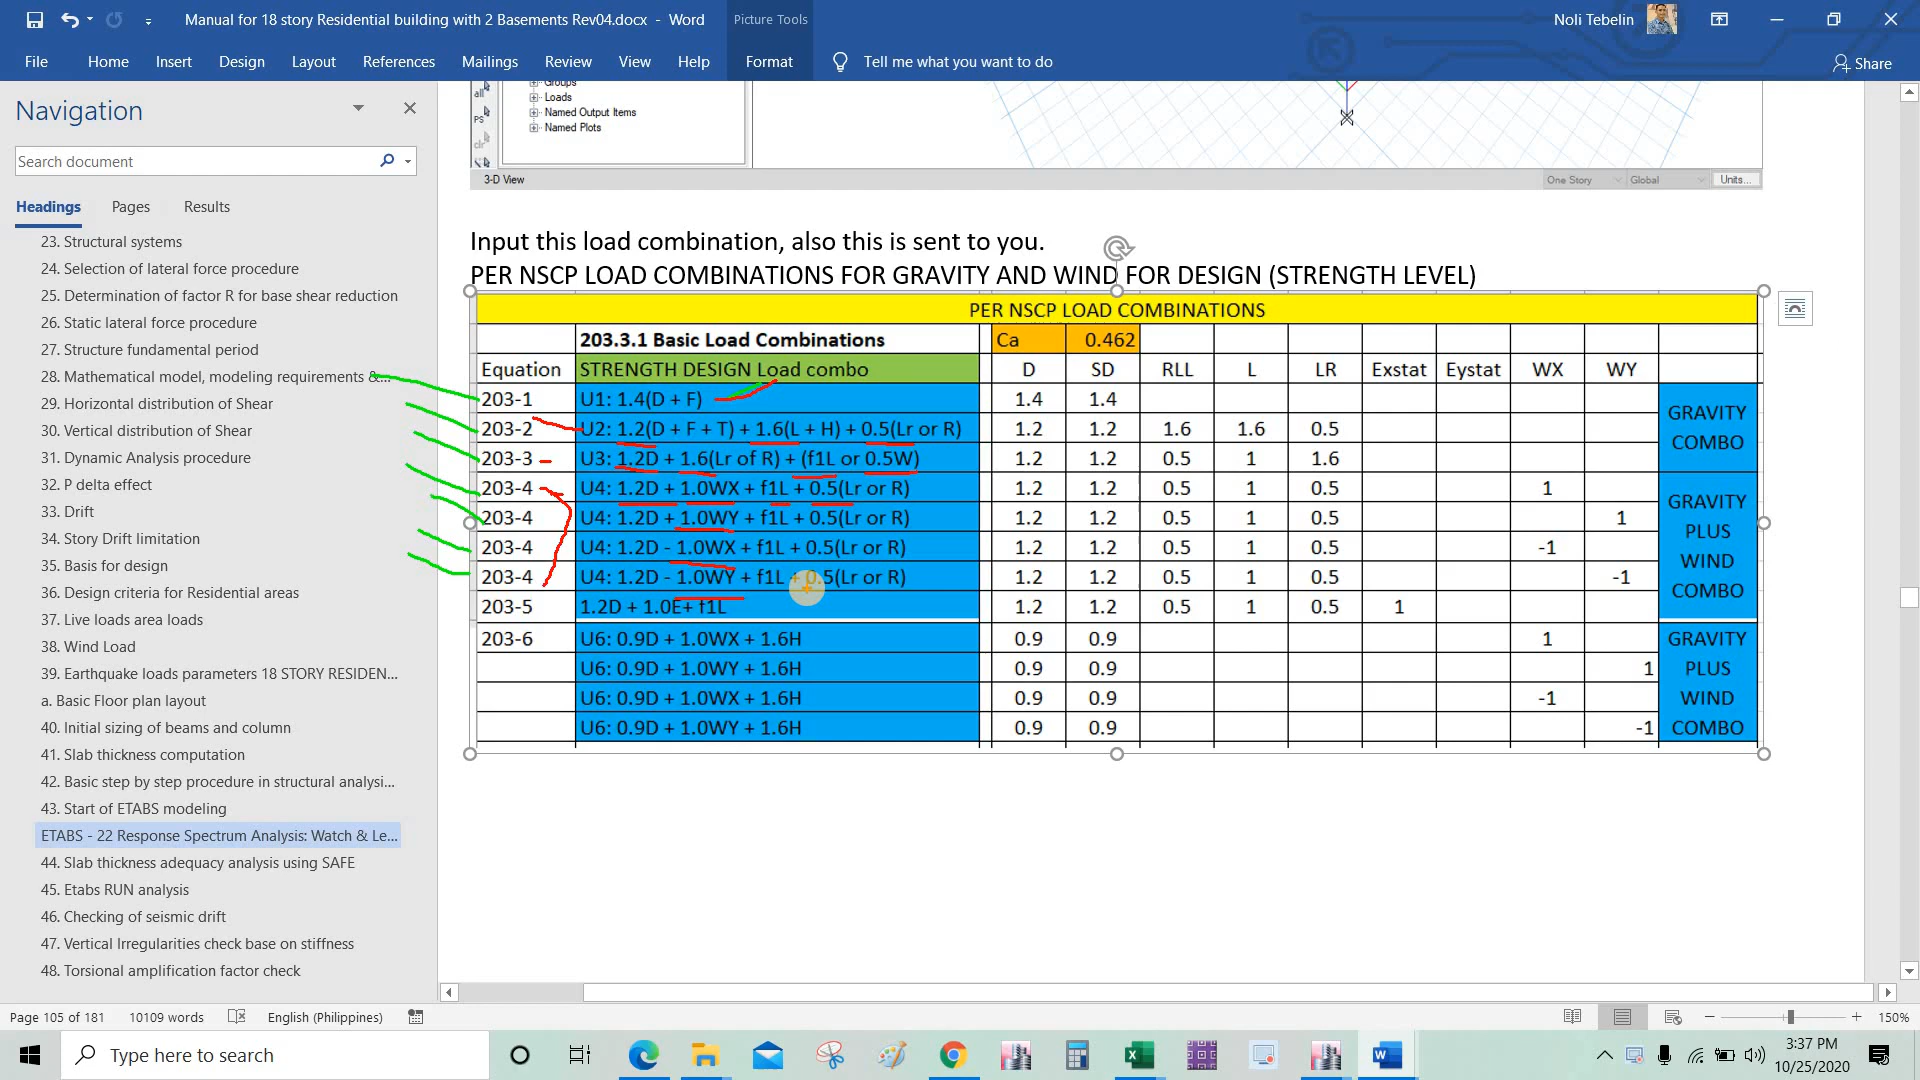 Manual for 18 story Residential building with 2 Basements Rev04.docx - Word
Picture Tools
Noli Tebelin
File Home Insert Design Layout References Mailings Review View Help Format Tell me what you want to do Share
Navigation
Search document
Headings Pages Results
23. Structural systems
24. Selection of lateral force procedure
25. Determination of factor R for base shear reduction
26. Static lateral force procedure
27. Structure fundamental period
28. Mathematical model, modeling requirements &...
29. Horizontal distribution of Shear
30. Vertical distribution of Shear
31. Dynamic Analysis procedure
32. P delta effect
33. Drift
34. Story Drift limitation
35. Basis for design
36. Design criteria for Residential areas
37. Live loads area loads
38. Wind Load
39. Earthquake loads parameters 18 STORY RESIDEN...
a. Basic Floor plan layout
40. Initial sizing of beams and column
41. Slab thickness computation
42. Basic step by step procedure in structural analysi...
43. Start of ETABS modeling
ETABS - 22 Response Spectrum Analysis: Watch & Le...
44. Slab thickness adequacy analysis using SAFE
45. Etabs RUN analysis
46. Checking of seismic drift
47. Vertical Irregularities check base on stiffness
48. Torsional amplification factor check
Groups
Loads
Named Output Items
Named Plots
all
PS
3-D View
One Story Global Units...
Input this load combination, also this is sent to you.
PER NSCP LOAD COMBINATIONS FOR GRAVITY AND WIND FOR DESIGN (STRENGTH LEVEL)
PER NSCP LOAD COMBINATIONS
203.3.1 Basic Load Combinations Ca 0.462
Equation STRENGTH DESIGN Load combo D SD RLL L LR Exstat Eystat WX WY
203-1 U1: 1.4(D + F) 1.4 1.4
203-2 U2: 1.2(D + F + T) + 1.6(L + H) + 0.5(Lr or R) 1.2 1.2 1.6 1.6 0.5
203-3 U3: 1.2D + 1.6(Lr of R) + (f1L or 0.5W) 1.2 1.2 0.5 1 1.6
GRAVITY COMBO
203-4 U4: 1.2D + 1.0WX + f1L + 0.5(Lr or R) 1.2 1.2 0.5 1 0.5 1
203-4 U4: 1.2D + 1.0WY + f1L + 0.5(Lr or R) 1.2 1.2 0.5 1 0.5 1
203-4 U4: 1.2D - 1.0WX + f1L + 0.5(Lr or R) 1.2 1.2 0.5 1 0.5 -1
203-4 U4: 1.2D - 1.0WY + f1L + 0.5(Lr or R) 1.2 1.2 0.5 1 0.5 -1
203-5 1.2D + 1.0E+ f1L 1.2 1.2 0.5 1 0.5 1
GRAVITY PLUS WIND COMBO
203-6 U6: 0.9D + 1.0WX + 1.6H 0.9 0.9 1
U6: 0.9D + 1.0WY + 1.6H 0.9 0.9 1
U6: 0.9D + 1.0WX + 1.6H 0.9 0.9 -1
U6: 0.9D + 1.0WY + 1.6H 0.9 0.9 -1
GRAVITY PLUS WIND COMBO
Page 105 of 181 10109 words English (Philippines) 150%
Type here to search
3:37 PM
10/25/2020